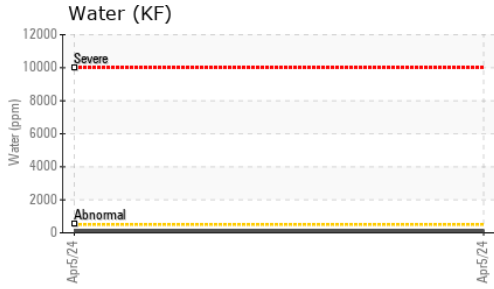 Water (KF)
12000
Severe
10000
8000
6000
4000
2000
Abnormal
0
Water (ppm)
Apr5/24
Apr5/24